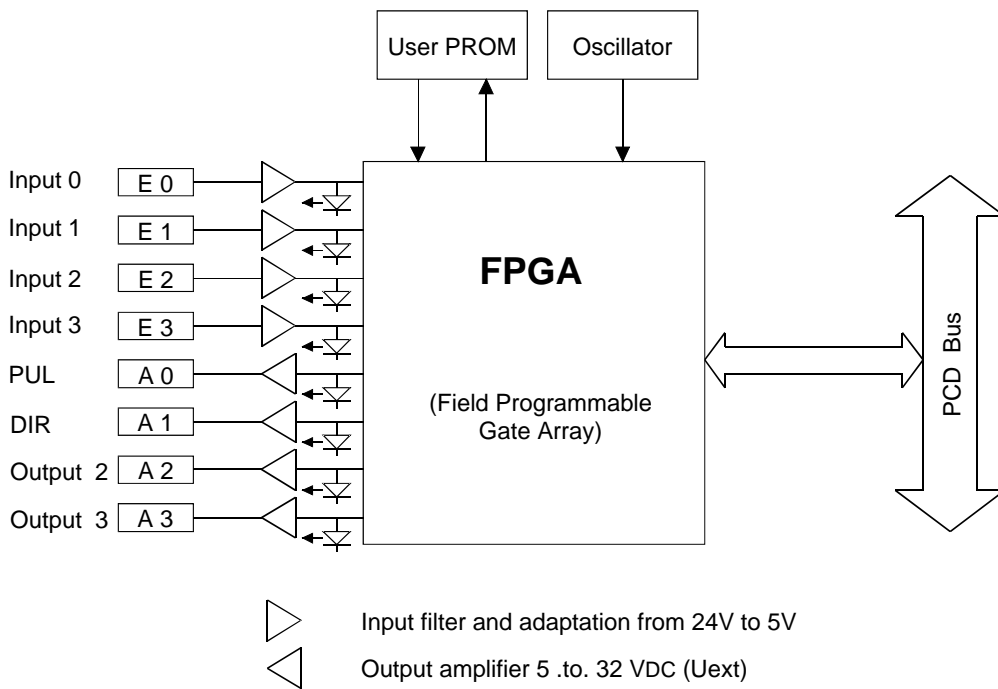 User PROM
Oscillator
Input 0
E 0
Input 1
E 1
Input 2
E 2
Input 3
E 3
PUL
A 0
DIR
A 1
Output 2
A 2
Output 3
A 3
FPGA
(Field Programmable
Gate Array)
PCD Bus
Input filter and adaptation from 24V to 5V
Output amplifier 5 .to. 32 VDC (Uext)